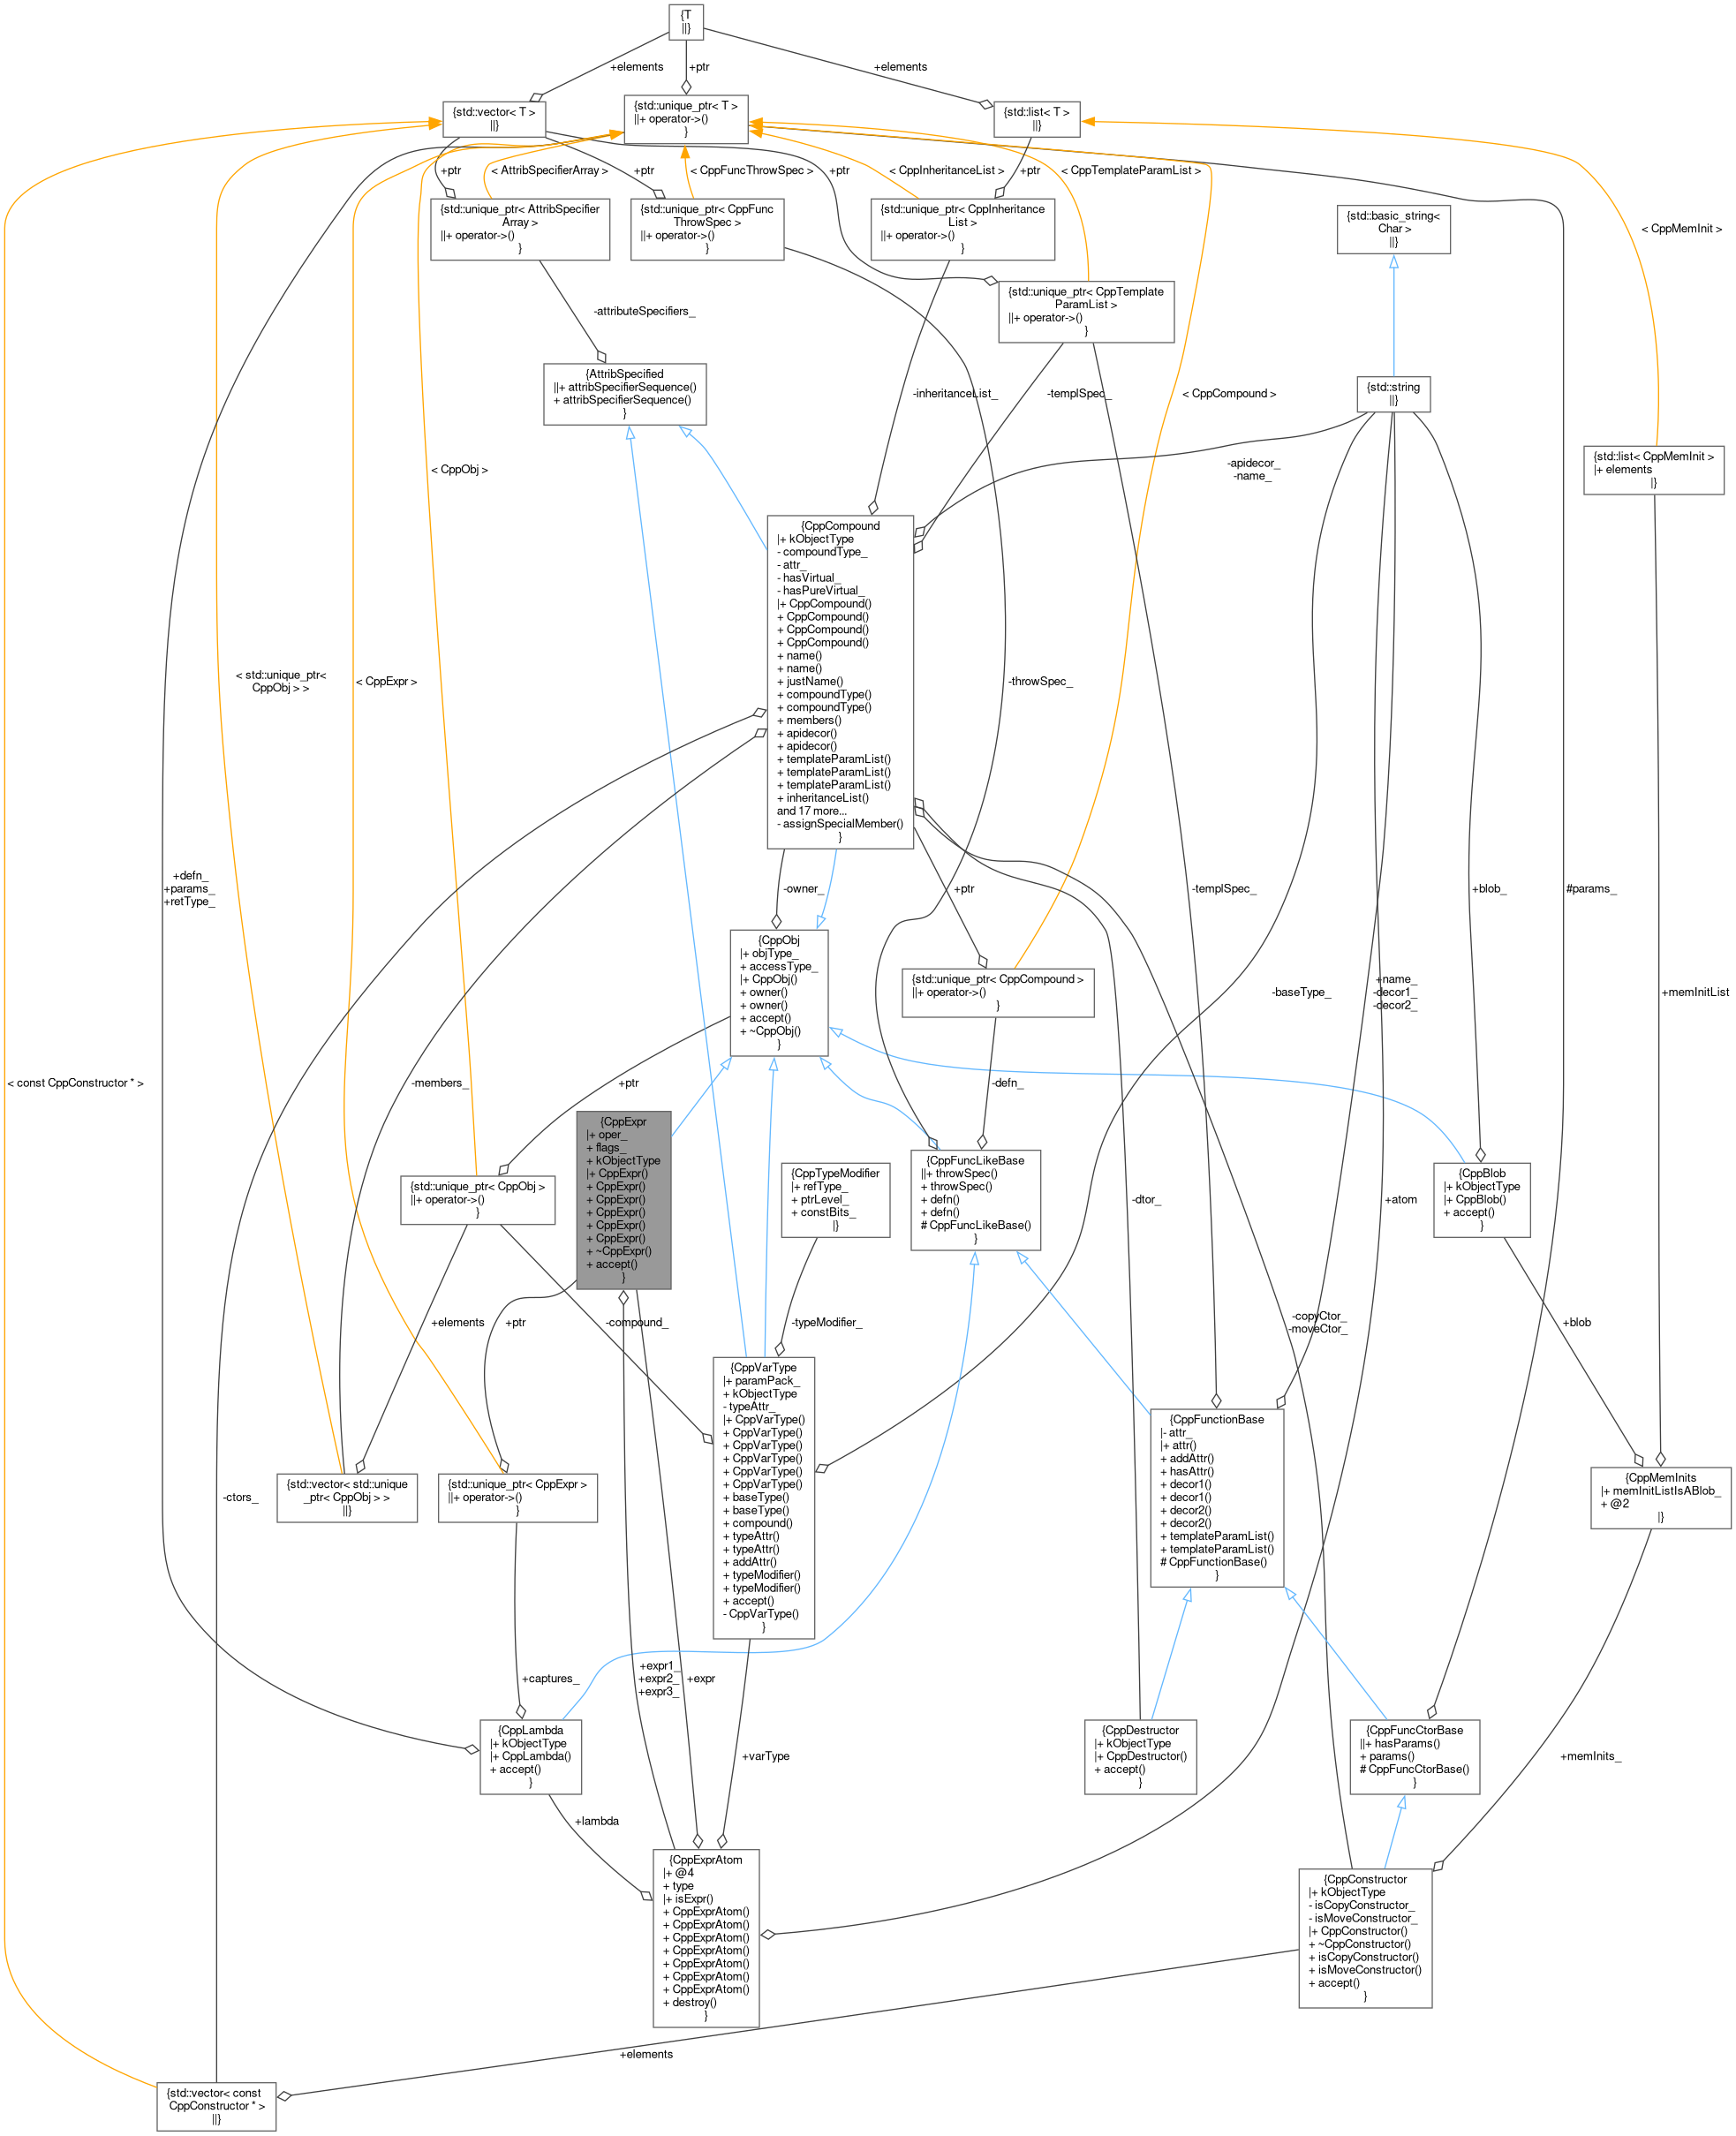 {T
||}
+elements
+ptr
+elements
{std::vector< T >
||}
{std::unique_ptr< T >
||+ operator->()
}
{std::list< T >
||}
+ptr
< AttribSpecifierArray >
+ptr
< CppFuncThrowSpec >
+ptr
< CppInheritanceList >
+ptr
< CppTemplateParamList >
{std::unique_ptr< AttribSpecifier
Array >
||+ operator->()
}
{std::unique_ptr< CppFunc
ThrowSpec >
||+ operator->()
}
{std::unique_ptr< CppInheritance
List >
||+ operator->()
}
{std::basic_string<
Char >
||}
< CppMemInit >
{std::unique_ptr< CppTemplate
ParamList >
||+ operator->()
}
-attributeSpecifiers_
{AttribSpecified
||+ attribSpecifierSequence()
+ attribSpecifierSequence()
}
-inheritanceList_
-templSpec_
< CppCompound >
{std::string
||}
< CppObj >
-apidecor_
-name_
{std::list< CppMemInit >
|+ elements
|}
{CppCompound
|+ kObjectType
- compoundType_
- attr_
- hasVirtual_
- hasPureVirtual_
|+ CppCompound()
+ CppCompound()
+ CppCompound()
+ CppCompound()
+ name()
+ name()
+ justName()
+ compoundType()
+ compoundType()
+ members()
+ apidecor()
+ apidecor()
+ templateParamList()
+ templateParamList()
+ templateParamList()
+ inheritanceList()
and 17 more...
- assignSpecialMember()
}
< std::unique_ptr<
CppObj > >
< CppExpr >
-throwSpec_
+defn_
+params_
+retType_
-owner_
+ptr
-templSpec_
+blob_
#params_
{CppObj
|+ objType_
+ accessType_
|+ CppObj()
+ owner()
+ owner()
+ accept()
+ ~CppObj()
}
{std::unique_ptr< CppCompound >
||+ operator->()
}
-baseType_
+name_
-decor1_
-decor2_
+memInitList
< const CppConstructor * >
-members_
+ptr
-defn_
{CppExpr
|+ oper_
+ flags_
+ kObjectType
|+ CppExpr()
+ CppExpr()
+ CppExpr()
+ CppExpr()
+ CppExpr()
+ CppExpr()
+ ~CppExpr()
+ accept()
}
{std::unique_ptr< CppObj >
||+ operator->()
}
{CppTypeModifier
|+ refType_
+ ptrLevel_
+ constBits_
|}
{CppFuncLikeBase
||+ throwSpec()
+ throwSpec()
+ defn()
+ defn()
# CppFuncLikeBase()
}
-dtor_
+atom
{CppBlob
|+ kObjectType
|+ CppBlob()
+ accept()
}
+elements
+ptr
-compound_
-typeModifier_
-copyCtor_
-moveCtor_
+blob
{CppVarType
|+ paramPack_
+ kObjectType
- typeAttr_
|+ CppVarType()
+ CppVarType()
+ CppVarType()
+ CppVarType()
+ CppVarType()
+ CppVarType()
+ baseType()
+ baseType()
+ compound()
+ typeAttr()
+ typeAttr()
+ addAttr()
+ typeModifier()
+ typeModifier()
+ accept()
- CppVarType()
}
{CppFunctionBase
|- attr_
|+ attr()
+ addAttr()
+ hasAttr()
+ decor1()
+ decor1()
+ decor2()
+ decor2()
+ templateParamList()
+ templateParamList()
# CppFunctionBase()
}
-ctors_
{std::vector< std::unique
_ptr< CppObj > >
||}
{std::unique_ptr< CppExpr >
||+ operator->()
}
{CppMemInits
|+ memInitListIsABlob_
+ @2
|}
+captures_
+expr1_
+expr2_
+expr3_
+expr
{CppLambda
|+ kObjectType
|+ CppLambda()
+ accept()
}
+varType
{CppDestructor
|+ kObjectType
|+ CppDestructor()
+ accept()
}
{CppFuncCtorBase
||+ hasParams()
+ params()
# CppFuncCtorBase()
}
+memInits_
+lambda
{CppExprAtom
|+ @4
+ type
|+ isExpr()
+ CppExprAtom()
+ CppExprAtom()
+ CppExprAtom()
+ CppExprAtom()
+ CppExprAtom()
+ CppExprAtom()
+ CppExprAtom()
+ destroy()
}
{CppConstructor
|+ kObjectType
- isCopyConstructor_
- isMoveConstructor_
|+ CppConstructor()
+ ~CppConstructor()
+ isCopyConstructor()
+ isMoveConstructor()
+ accept()
}
+elements
{std::vector< const
CppConstructor * >
||}